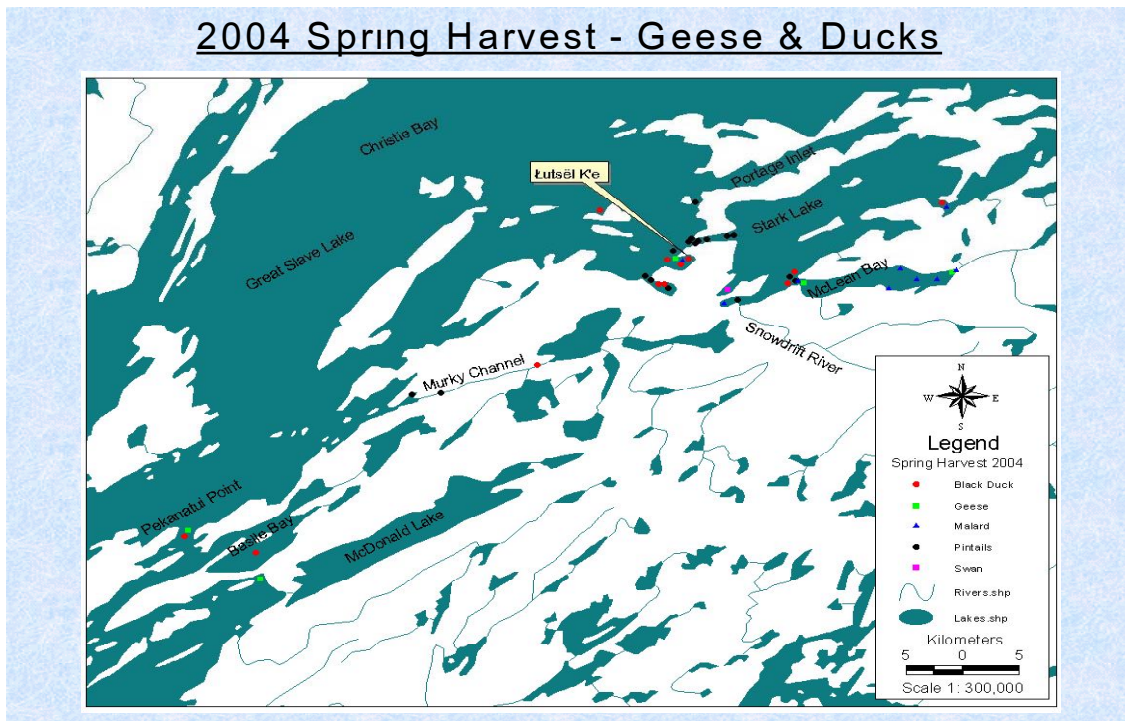 2004 Sprıng Harvest - Geese & Ducks
Christie Bay
Portage Inlet
Łutsël K'e
Stark Lake
Great Slave Lake
McLean Bay
Snowdrift River
Murky Channel
Pekanatui Point
Basile Bay
McDonald Lake
N
W E
S
Legend
Spring Harvest 2004
Black Duck
Geese
Malard
Pintails
Swan
Rivers.shp
Lakes.shp
Kilometers
5 0 5
Scale 1: 300,000